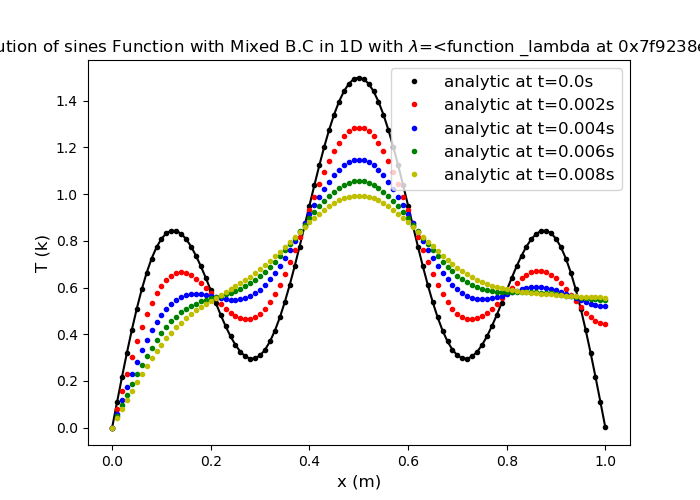 of sines Function with Mixed B.C in 1D with λ=<function _lambda at
analytic at t=0.0s
analytic at t=0.002s
analytic at t=0.004s
analytic at t=0.006s
analytic at t=0.008s
1.4
1.2
1.0
0.8
0.6
0.4
0.2
0.0
T (k)
0.0 0.2 0.4 0.6 0.8 1.0
x (m)